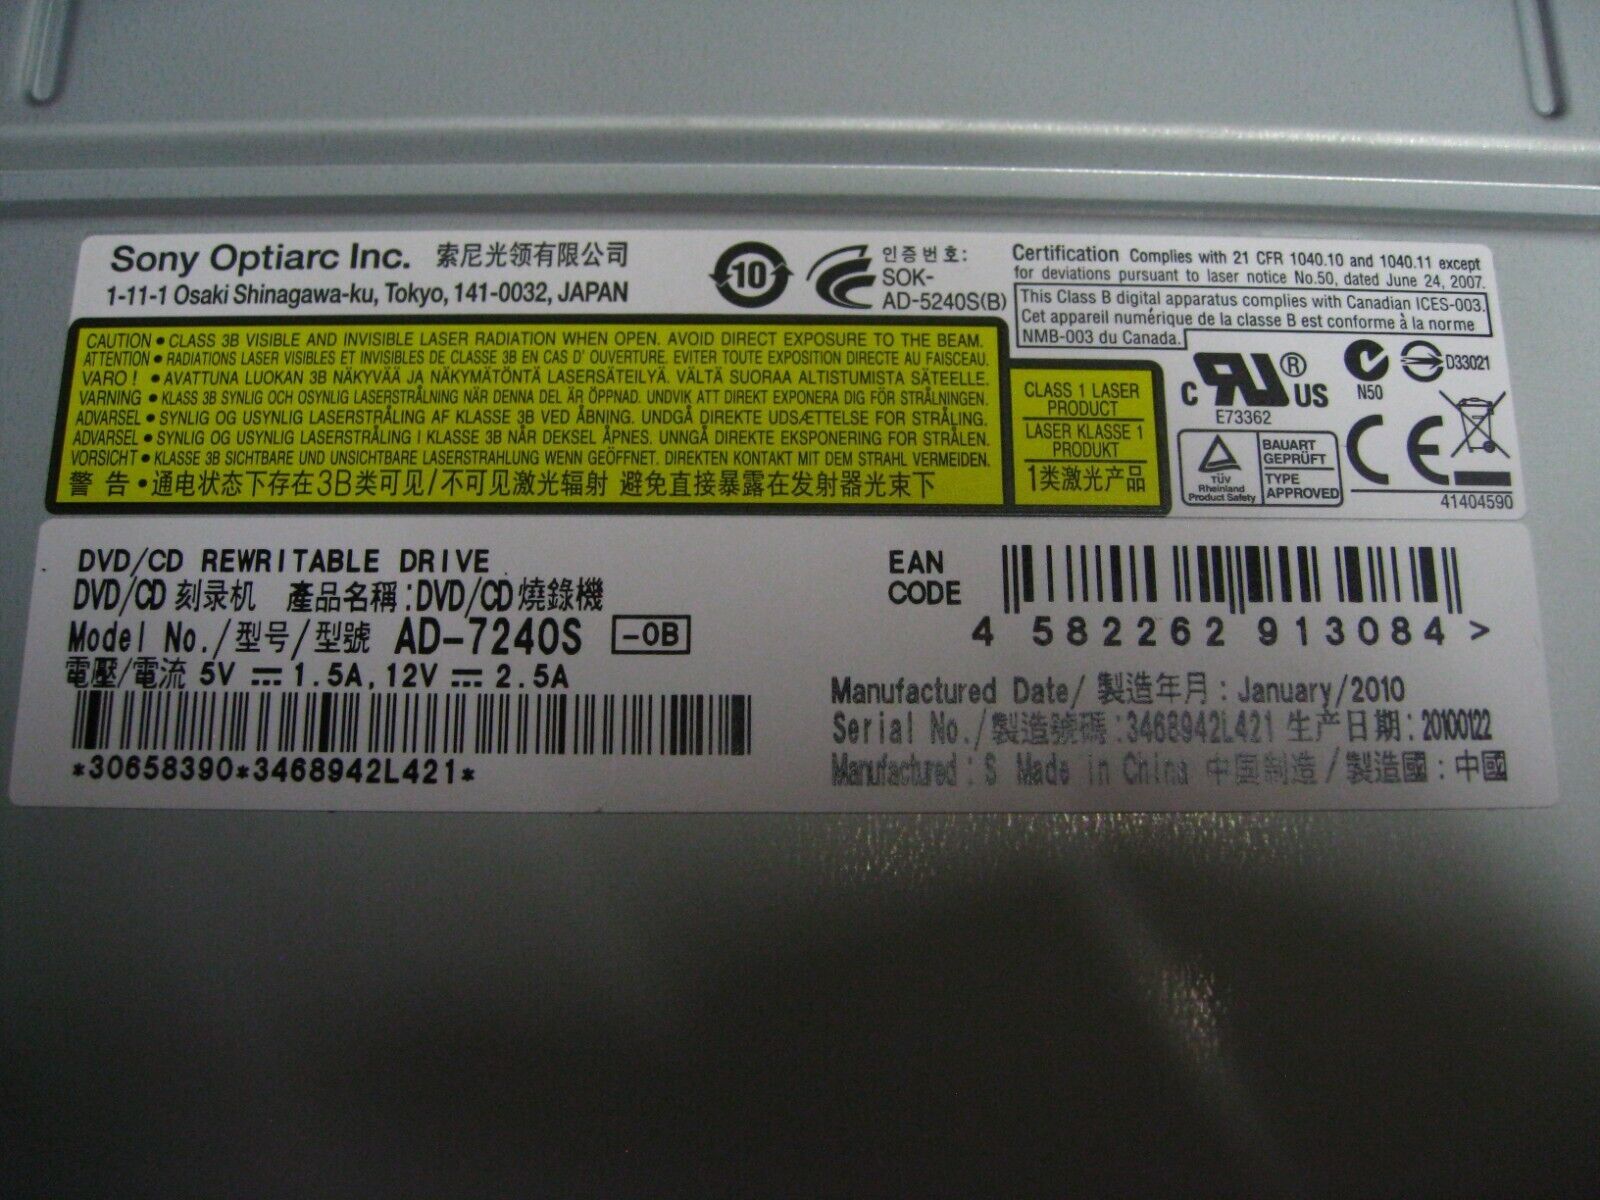 Sony Optiarc Inc. 索尼光领有限公司
1-11-1 Osaki Shinagawa-ku, Tokyo, 141-0032, JAPAN
10
인증번호:
SOK-
AD-5240S(B)
Certification Complies with 21 CFR 1040.10 and 1040.11 except
for deviations pursuant to laser notice No.50, dated June 24, 2007.
This Class B digital apparatus complies with Canadian ICES-003.
Cet appareil numérique de la classe B est conforme à la norme
NMB-003 du Canada.
CAUTION • CLASS 3B VISIBLE AND INVISIBLE LASER RADIATION WHEN OPEN. AVOID DIRECT EXPOSURE TO THE BEAM.
ATTENTION • RADIATIONS LASER VISIBLES ET INVISIBLES DE CLASSE 3B EN CAS D' OUVERTURE. EVITER TOUTE EXPOSITION DIRECTE AU FAISCEAU.
VARO ! • AVATTUNA LUOKAN 3B NÄKYVÄÄ JA NÄKYMÄTÖNTÄ LASERSÄTEILYÄ. VÄLTÄ SUORAA ALTISTUMISTA SÄTEELLE.
VARNING • KLASS 3B SYNLIG OCH OSYNLIG LASERSTRÅLNING NÄR DENNA DEL ÄR ÖPPNAD. UNDVIK ATT DIREKT EXPONERA DIG FÖR STRÅLNINGEN.
ADVARSEL • SYNLIG OG USYNLIG LASERSTRÅLING AF KLASSE 3B VED ÅBNING. UNDGÅ DIREKTE UDSÆTTELSE FOR STRÅLING.
ADVARSEL • SYNLIG OG USYNLIG LASERSTRÅLING I KLASSE 3B NÅR DEKSEL ÅPNES. UNNGÅ DIREKTE EKSPONERING FOR STRÅLEN.
VORSICHT • KLASSE 3B SICHTBARE UND UNSICHTBARE LASERSTRAHLUNG WENN GEÖFFNET. DIREKTEN KONTAKT MIT DEM STRAHL VERMEIDEN.
警 告 • 通电状态下存在3B类可见/不可见激光辐射 避免直接暴露在发射器光束下
CLASS 1 LASER
PRODUCT
LASER KLASSE 1
PRODUKT
1类激光产品
C RU ® US
E73362
N50
D33021
TÜV
Rheinland
Product Safety
BAUART
GEPRÜFT
TYPE
APPROVED
CE
41404590
DVD/CD REWRITABLE DRIVE
DVD/CD 刻录机 產品名稱:DVD/CD 燒錄機
Model No./型号/型號 AD-7240S -0B
電壓/電流 5V ⎓ 1.5A, 12V ⎓ 2.5A
*30658390*3468942L421*
EAN
CODE
4 582262 913084 >
Manufactured Date/ 製造年月 : January/2010
Serial No./製造號碼 :3468942L421 生产日期: 20100122
Manufactured : S Made in China 中国制造 / 製造國 : 中國